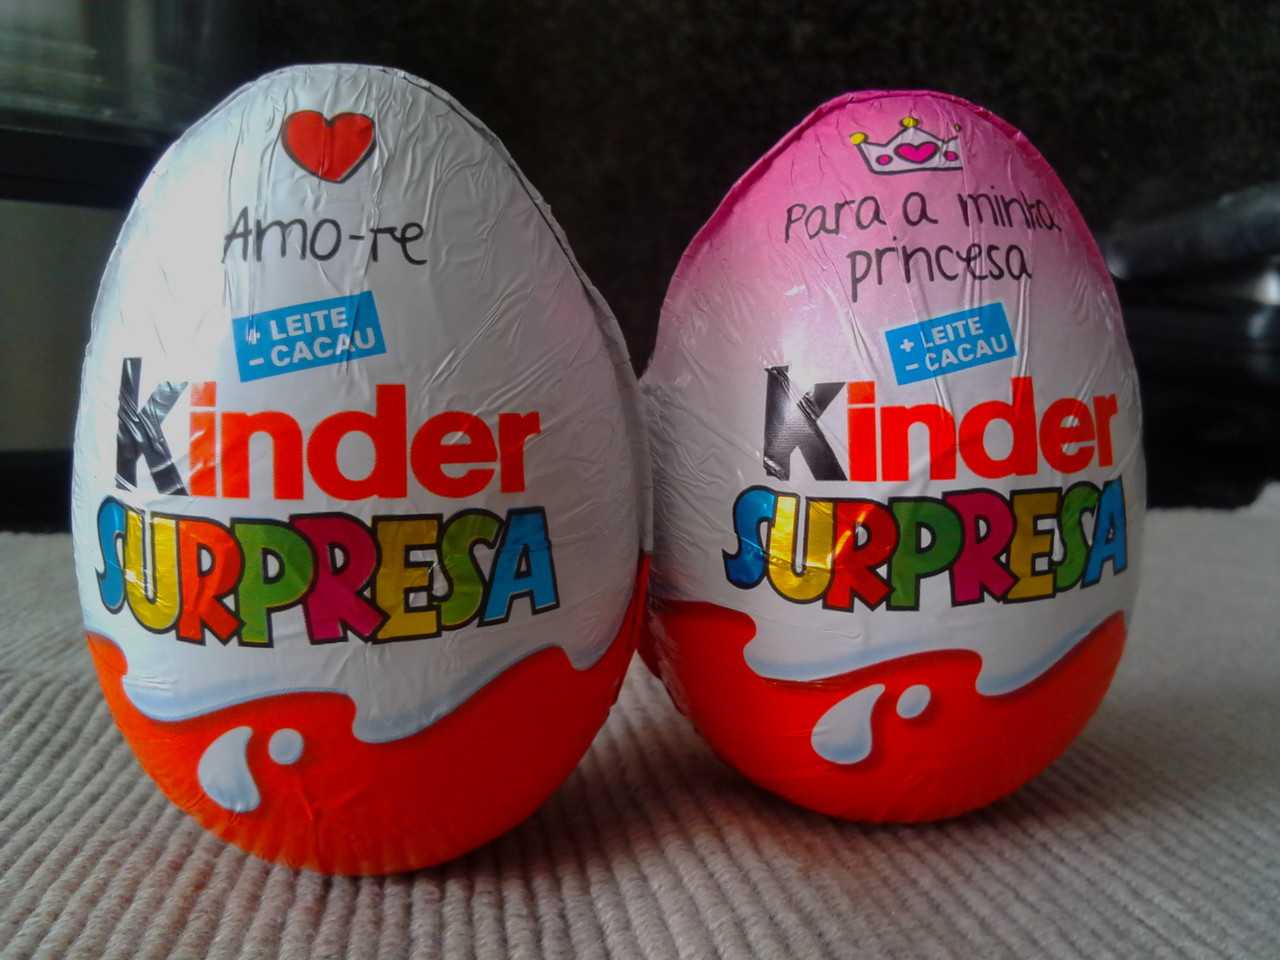 Amo-te
+ LEITE
- CACAU
Kinder
SURPRESA
Para a minha
princesa
+ LEITE
- CACAU
Kinder
SURPRESA